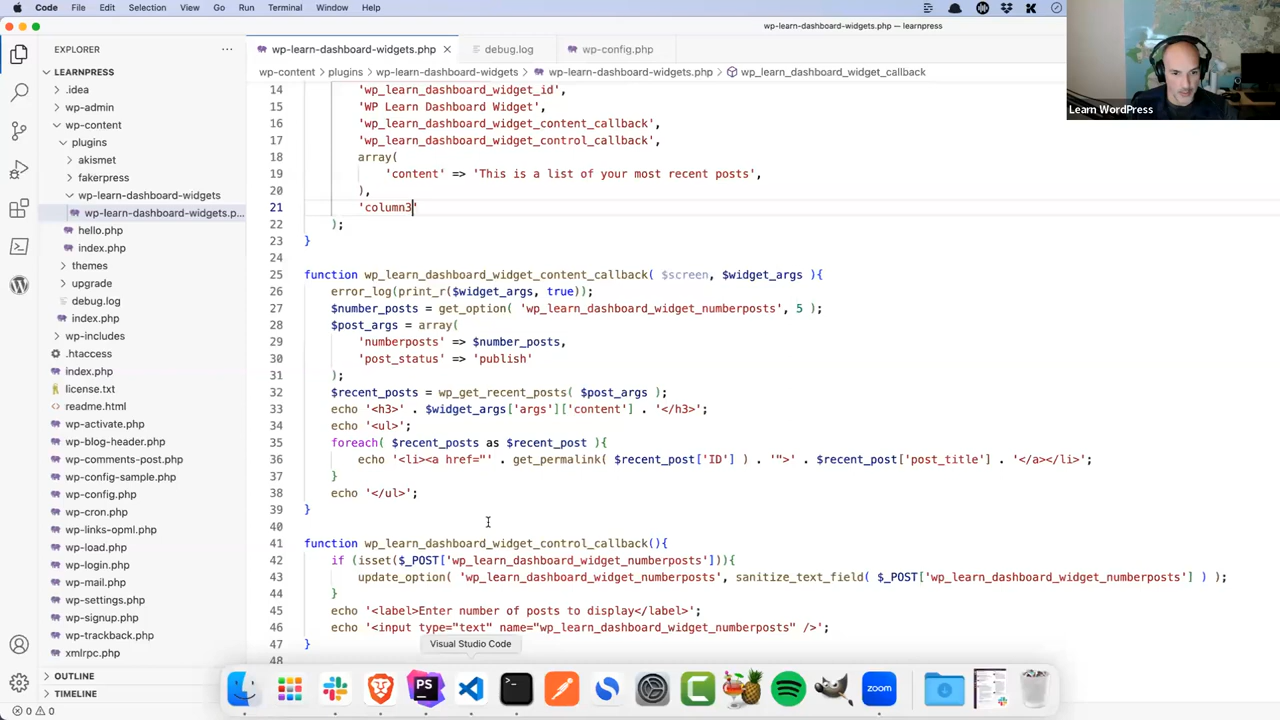 Code File Edit Selection View Go Run Terminal Window Help
wp-learn-dashboard-widgets.php — learnpress
EXPLORER
wp-learn-dashboard-widgets.php
debug.log
wp-config.php
LEARNPRESS
wp-content > plugins > wp-learn-dashboard-widgets > wp-learn-dashboard-widgets.php > wp_learn_dashboard_widget_callback
Learn WordPress
.idea
wp-admin
wp-content
plugins
akismet
fakerpress
wp-learn-dashboard-widgets
wp-learn-dashboard-widgets.p...
hello.php
index.php
themes
upgrade
debug.log
index.php
wp-includes
.htaccess
index.php
license.txt
readme.html
wp-activate.php
wp-blog-header.php
wp-comments-post.php
wp-config-sample.php
wp-config.php
wp-cron.php
wp-links-opml.php
wp-load.php
wp-login.php
wp-mail.php
wp-settings.php
wp-signup.php
wp-trackback.php
xmlrpc.php
OUTLINE
TIMELINE
0 0
14 'wp_learn_dashboard_widget_id',
15 'WP Learn Dashboard Widget',
16 'wp_learn_dashboard_widget_content_callback',
17 'wp_learn_dashboard_widget_control_callback',
18 array(
19 'content' => 'This is a list of your most recent posts',
20 ),
21 'column3'
22 );
23 }
24
25 function wp_learn_dashboard_widget_content_callback( $screen, $widget_args ){
26 error_log(print_r($widget_args, true));
27 $number_posts = get_option( 'wp_learn_dashboard_widget_numberposts', 5 );
28 $post_args = array(
29 'numberposts' => $number_posts,
30 'post_status' => 'publish'
31 );
32 $recent_posts = wp_get_recent_posts( $post_args );
33 echo '<h3>' . $widget_args['args']['content'] . '</h3>';
34 echo '<ul>';
35 foreach( $recent_posts as $recent_post ){
36 echo '<li><a href="' . get_permalink( $recent_post['ID'] ) . '">' . $recent_post['post_title'] . '</a></li>';
37 }
38 echo '</ul>';
39 }
40
41 function wp_learn_dashboard_widget_control_callback(){
42 if (isset($_POST['wp_learn_dashboard_widget_numberposts'])){
43 update_option( 'wp_learn_dashboard_widget_numberposts', sanitize_text_field( $_POST['wp_learn_dashboard_widget_numberposts'] ) );
44 }
45 echo '<label>Enter number of posts to display</label>';
46 echo '<input type="text" name="wp_learn_dashboard_widget_numberposts" />';
47 }
48
Visual Studio Code
PS
zoom